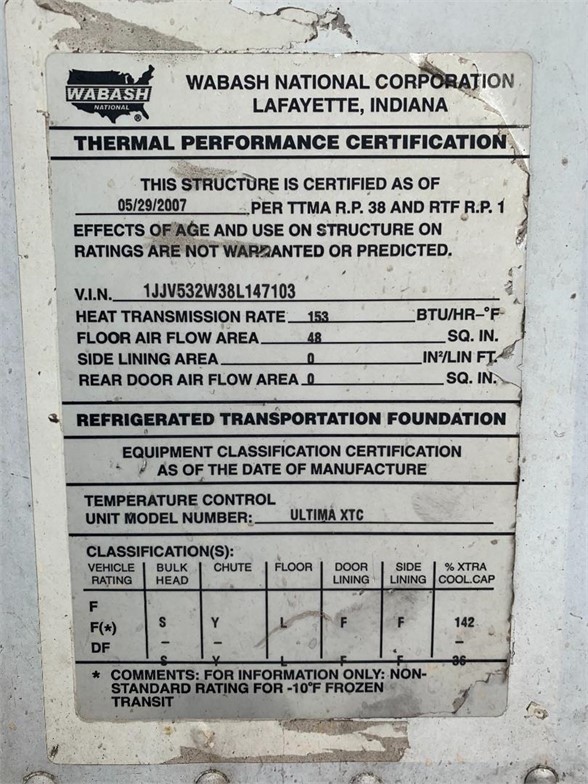 WABASH
NATIONAL
®
WABASH NATIONAL CORPORATION
LAFAYETTE, INDIANA
THERMAL PERFORMANCE CERTIFICATION
THIS STRUCTURE IS CERTIFIED AS OF
05/29/2007 PER TTMA R.P. 38 AND RTF R.P. 1
EFFECTS OF AGE AND USE ON STRUCTURE ON
RATINGS ARE NOT WARRANTED OR PREDICTED.
V.I.N. 1JJV532W38L147103
HEAT TRANSMISSION RATE 153 BTU/HR-°F
FLOOR AIR FLOW AREA 48 SQ. IN.
SIDE LINING AREA 0 IN²/LIN FT.
REAR DOOR AIR FLOW AREA 0 SQ. IN.
REFRIGERATED TRANSPORTATION FOUNDATION
EQUIPMENT CLASSIFICATION CERTIFICATION
AS OF THE DATE OF MANUFACTURE
TEMPERATURE CONTROL
UNIT MODEL NUMBER: ULTIMA XTC
CLASSIFICATION(S):
VEHICLE BULK CHUTE FLOOR DOOR SIDE % XTRA
RATING HEAD LINING LINING COOL.CAP
F
F(*) S Y L F F 142
DF – – – – – –
S Y L F F 36
* COMMENTS: FOR INFORMATION ONLY: NON-
STANDARD RATING FOR -10°F FROZEN
TRANSIT